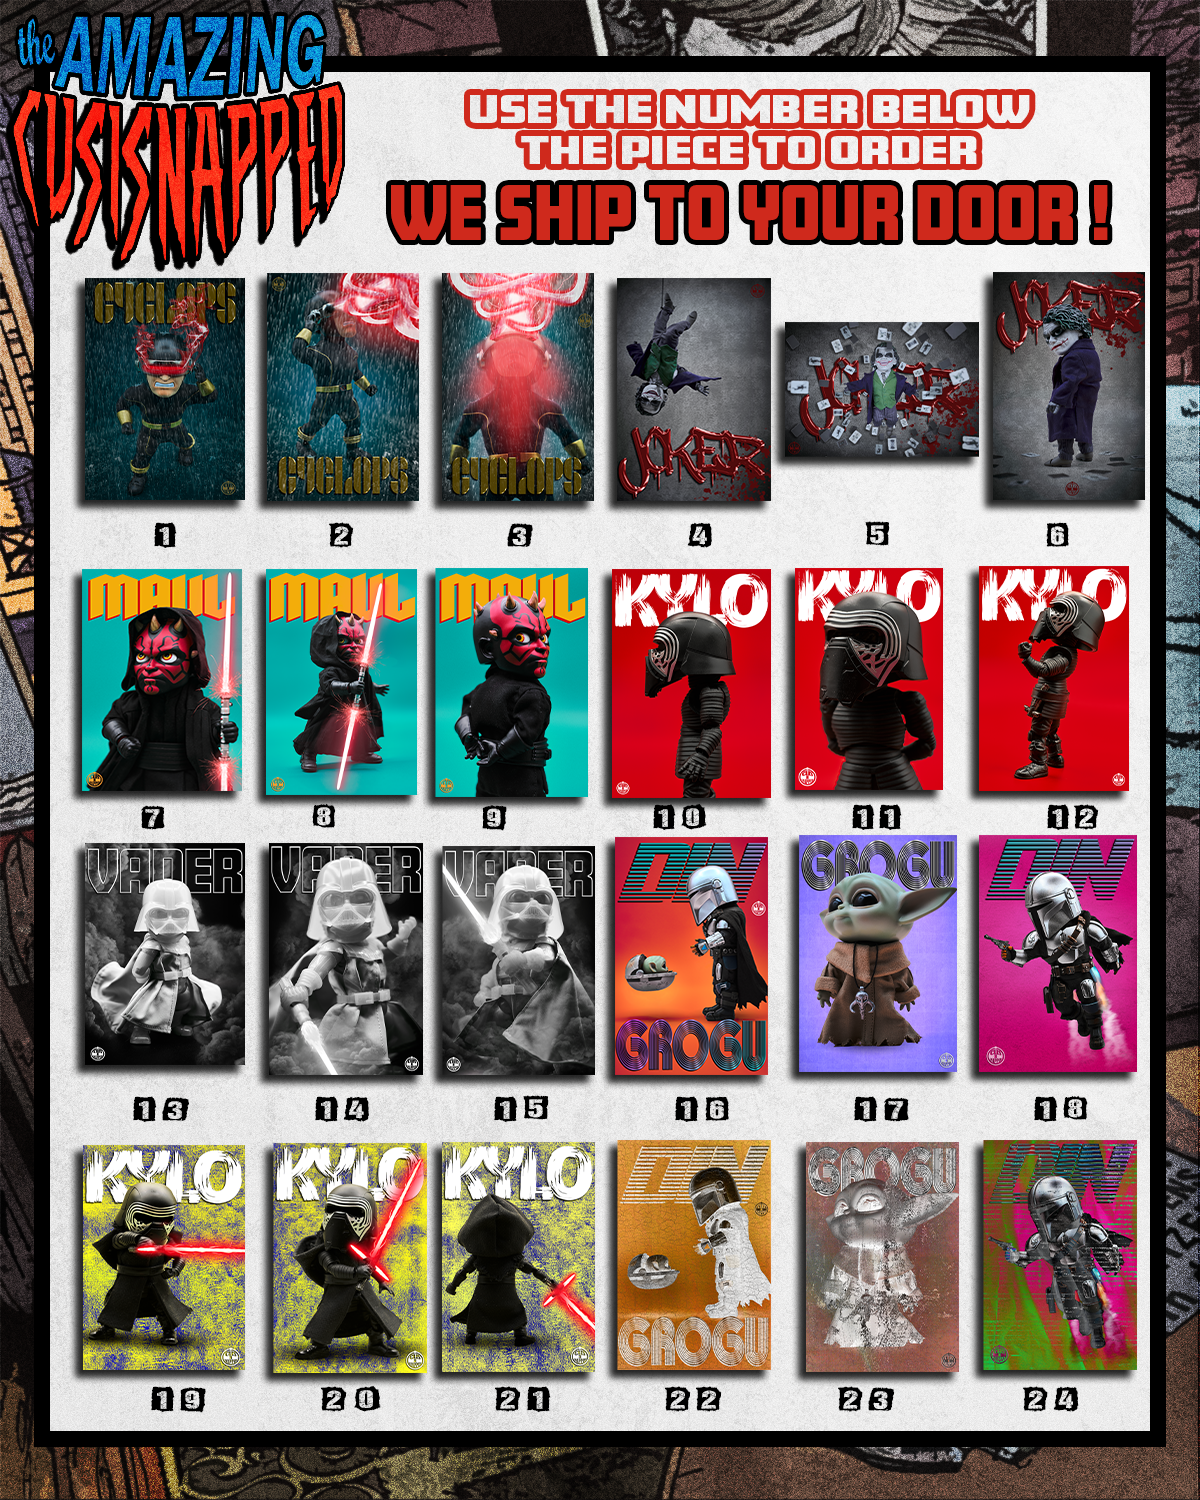 the AMAZING
CUSISNAPPED
USE THE NUMBER BELOW
THE PIECE TO ORDER
WE SHIP TO YOUR DOOR !
CYCLOPS
CYCLOPS
CYCLOPS
JOKER
JOKER
JOKER
1
2
3
4
5
6
MAUL
MAUL
MAUL
KYLO
KYLO
KYLO
7
8
9
10
11
12
VADER
VADER
VADER
DIN
GROGU
GROGU
DIN
13
14
15
16
17
18
KYLO
KYLO
KYLO
DIN
GROGU
GROGU
DIN
19
20
21
22
23
24